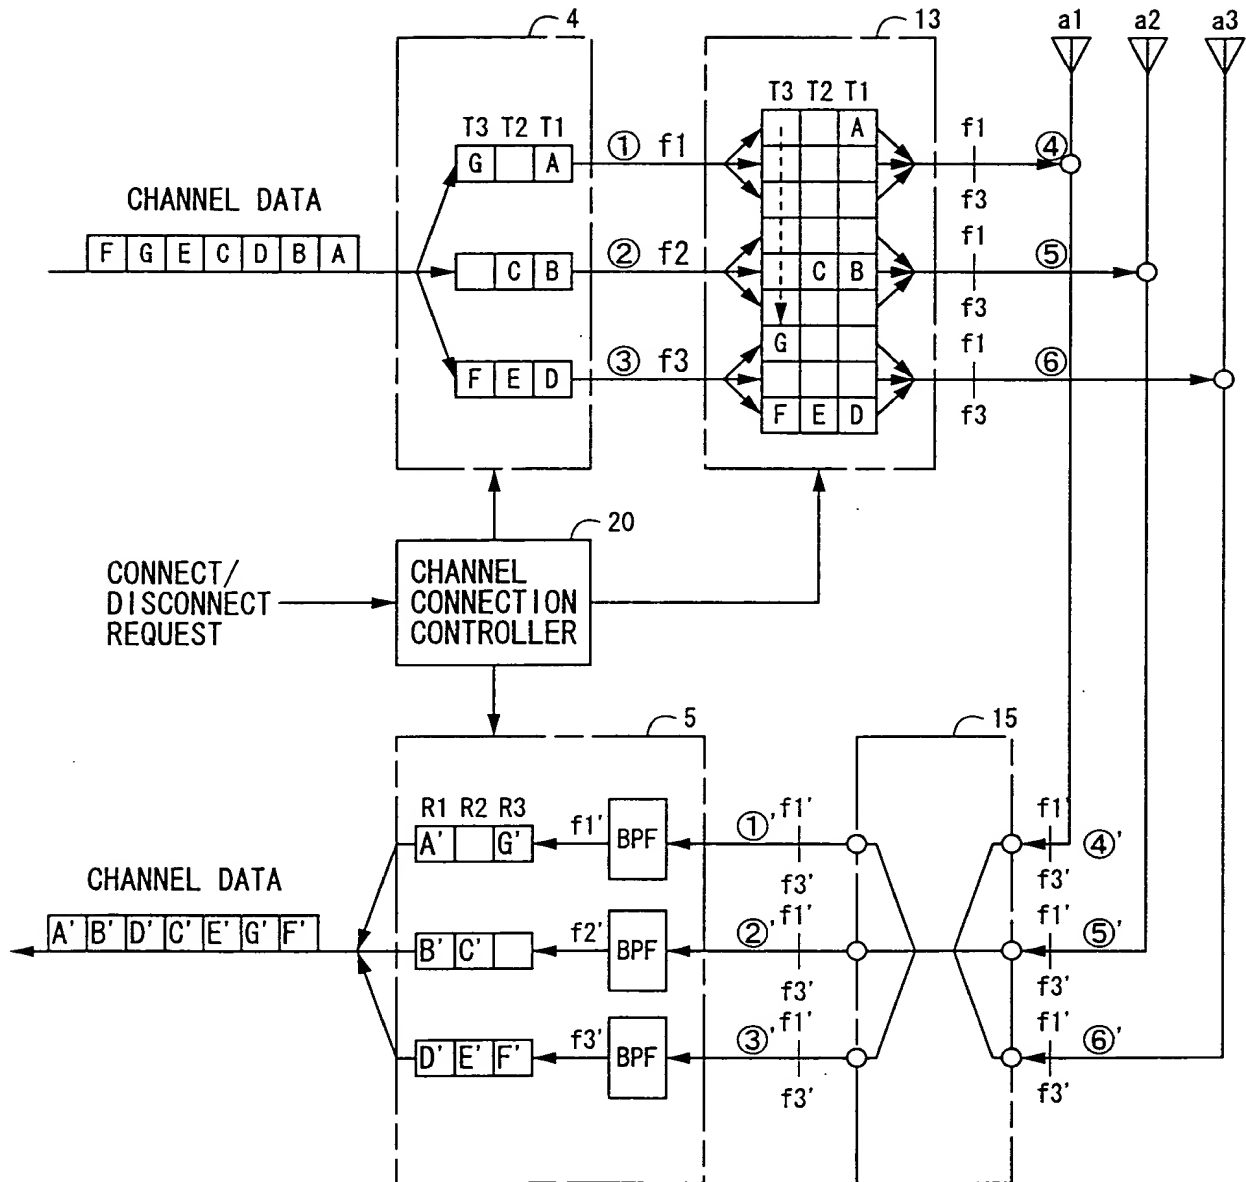 4
13
a1 a2 a3
T3 T2 T1
T3 T2 T1
A
f1
G A
① f1
④
f3
CHANNEL DATA
F G E C D B A
f1
C B
② f2
C B
⑤
f3
G
f1
F E D
③ f3
⑥
F E D
f3
20
CONNECT/
DISCONNECT
REQUEST
CHANNEL
CONNECTION
CONTROLLER
5
15
R1 R2 R3
f1'
BPF
①'
f1'
f1'
A' G'
④'
f3'
f3'
CHANNEL DATA
A' B' D' C' E' G' F'
f2'
BPF
②'
f1'
f1'
B' C'
⑤'
f3'
f3'
f3'
BPF
③'
f1'
f1'
D' E' F'
⑥'
f3'
f3'